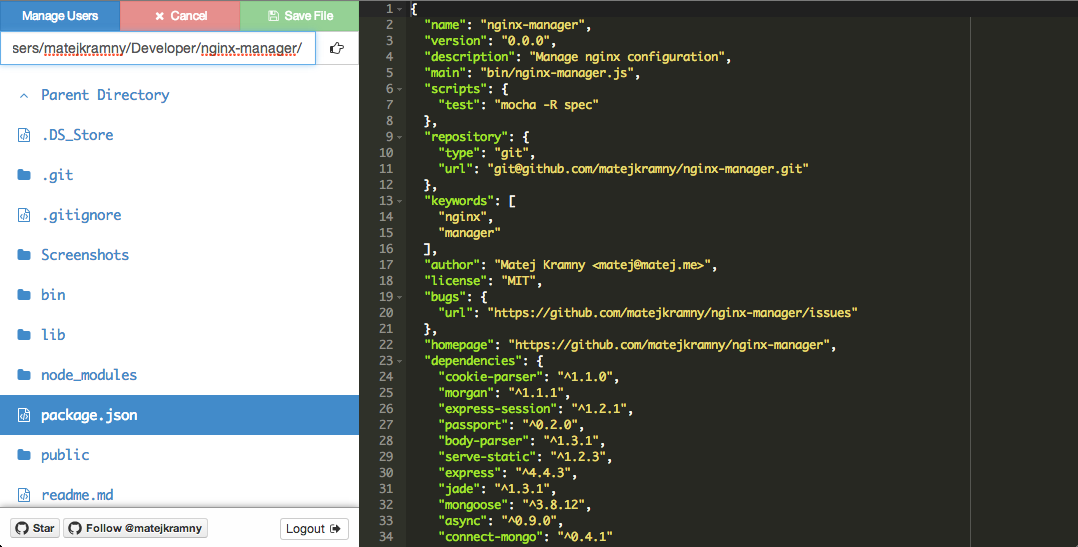 Manage Users
Cancel
Save File
sers/matejkramny/Developer/nginx-manager/
Parent Directory
.DS_Store
.git
.gitignore
Screenshots
bin
lib
node_modules
package.json
public
readme.md
Star
Follow @matejkramny
Logout
1 {
2 "name": "nginx-manager",
3 "version": "0.0.0",
4 "description": "Manage nginx configuration",
5 "main": "bin/nginx-manager.js",
6 "scripts": {
7 "test": "mocha -R spec"
8 },
9 "repository": {
10 "type": "git",
11 "url": "git@github.com/matejkramny/nginx-manager.git"
12 },
13 "keywords": [
14 "nginx",
15 "manager"
16 ],
17 "author": "Matej Kramny <matej@matej.me>",
18 "license": "MIT",
19 "bugs": {
20 "url": "https://github.com/matejkramny/nginx-manager/issues"
21 },
22 "homepage": "https://github.com/matejkramny/nginx-manager",
23 "dependencies": {
24 "cookie-parser": "^1.1.0",
25 "morgan": "^1.1.1",
26 "express-session": "^1.2.1",
27 "passport": "^0.2.0",
28 "body-parser": "^1.3.1",
29 "serve-static": "^1.2.3",
30 "express": "^4.4.3",
31 "jade": "^1.3.1",
32 "mongoose": "^3.8.12",
33 "async": "^0.9.0",
34 "connect-mongo": "^0.4.1"